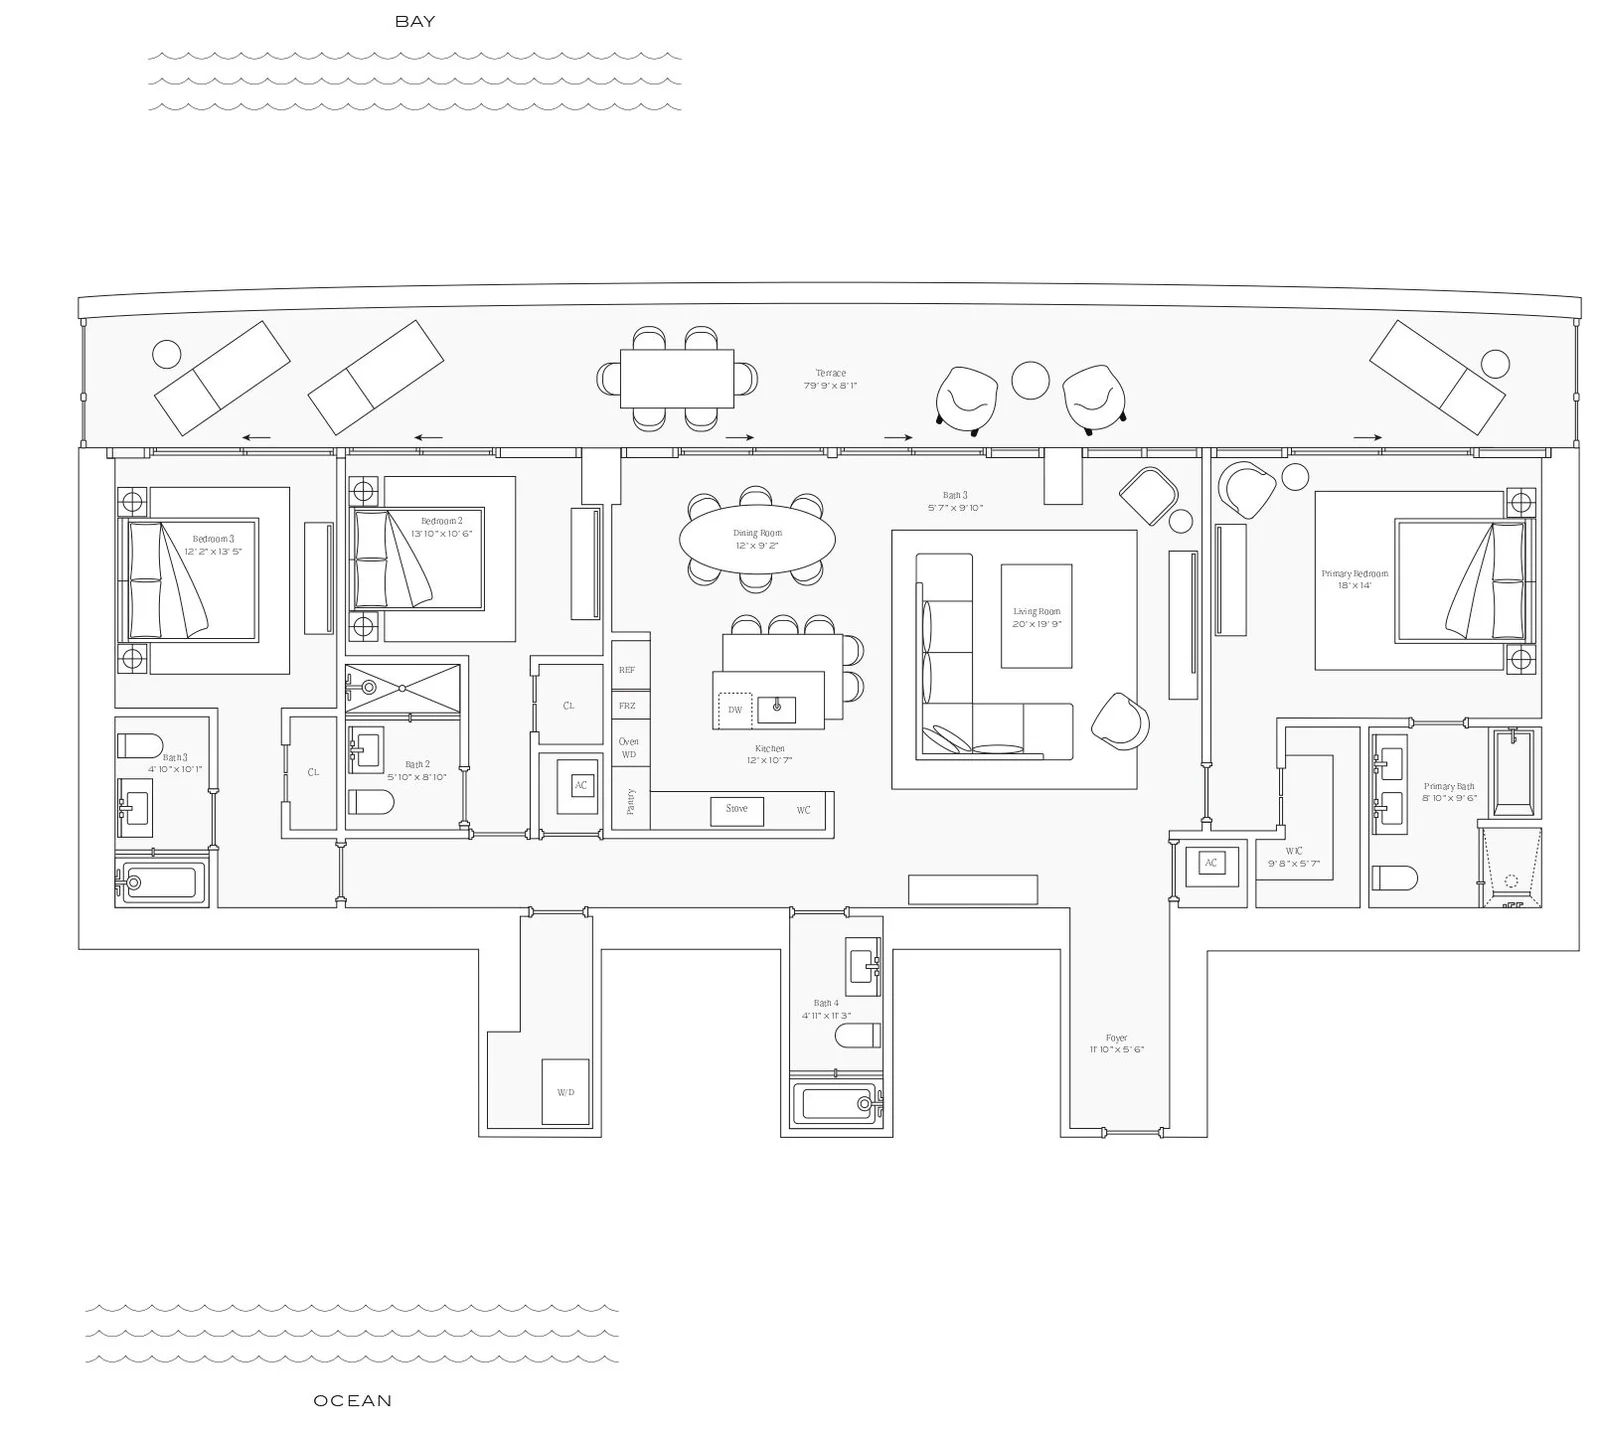 BAY
Terrace
79' 9' x 8' 1"
Bath 3
5' 7" x 9' 10"
Bedroom 2
13' 10" x 10' 6"
Bedroom 3
12' 2" x 13' 5"
Dining Room
12' x 9' 2"
Primary Bedroom
18' x 14'
Living Room
20' x 19' 9"
REF
CL
FRZ
DW
Oven
WD
Kitchen
12' x 10' 7"
Bath 3
4' 10" x 10' 1"
CL
Bath 2
5' 10" x 8' 10"
AC
Pantry
Stove
WC
Primary Bath
8' 10" x 9' 6"
WIC
9' 8" x 5' 7"
AC
Bath 4
4' 11" x 11' 3"
Foyer
11' 10" x 5' 6"
W/D
OCEAN